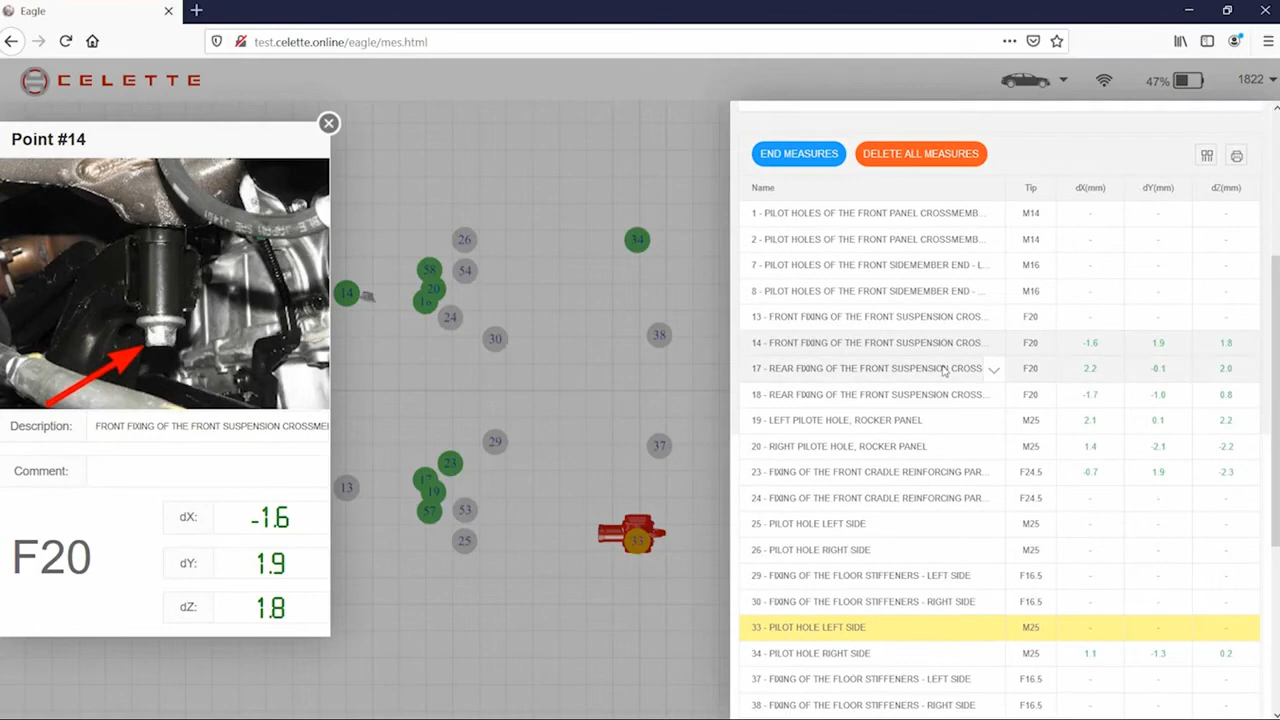 Eagle
test.celette.online/eagle/mes.html
CELETTE
47%
1822
Point #14
Description: FRONT FIXING OF THE FRONT SUSPENSION CROSSMEI
Comment:
F20
dX: -1.6
dY: 1.9
dZ: 1.8
26
34
58
54
20
14
24
30
38
29
37
23
13
19
57
53
25
33
END MEASURES DELETE ALL MEASURES
Name Tip dX(mm) dY(mm) dZ(mm)
1 - PILOT HOLES OF THE FRONT PANEL CROSSMEMB... M14 - - -
2 - PILOT HOLES OF THE FRONT PANEL CROSSMEMB... M14 - - -
7 - PILOT HOLES OF THE FRONT SIDEMEMBER END - L... M16 - - -
8 - PILOT HOLES OF THE FRONT SIDEMEMBER END - ... M16 - - -
13 - FRONT FIXING OF THE FRONT SUSPENSION CROS... F20 - - -
14 - FRONT FIXING OF THE FRONT SUSPENSION CROS... F20 -1.6 1.9 1.8
17 - REAR FIXING OF THE FRONT SUSPENSION CROSS F20 2.2 -0.1 2.0
18 - REAR FIXING OF THE FRONT SUSPENSION CROSS... F20 -1.7 -1.0 0.8
19 - LEFT PILOTE HOLE, ROCKER PANEL M25 2.1 0.1 2.2
20 - RIGHT PILOTE HOLE, ROCKER PANEL M25 1.4 -2.1 -2.2
23 - FIXING OF THE FRONT CRADLE REINFORCING PAR... F24.5 -0.7 1.9 -2.3
24 - FIXING OF THE FRONT CRADLE REINFORCING PAR... F24.5 - - -
25 - PILOT HOLE LEFT SIDE M25 - - -
26 - PILOT HOLE RIGHT SIDE M25 - - -
29 - FIXING OF THE FLOOR STIFFENERS - LEFT SIDE F16.5 - - -
30 - FIXING OF THE FLOOR STIFFENERS - RIGHT SIDE F16.5 - - -
33 - PILOT HOLE LEFT SIDE M25 - - -
34 - PILOT HOLE RIGHT SIDE M25 1.1 -1.3 0.2
37 - FIXING OF THE FLOOR STIFFENERS - LEFT SIDE F16.5 - - -
38 - FIXING OF THE FLOOR STIFFENERS - RIGHT SIDE F16.5 - - -